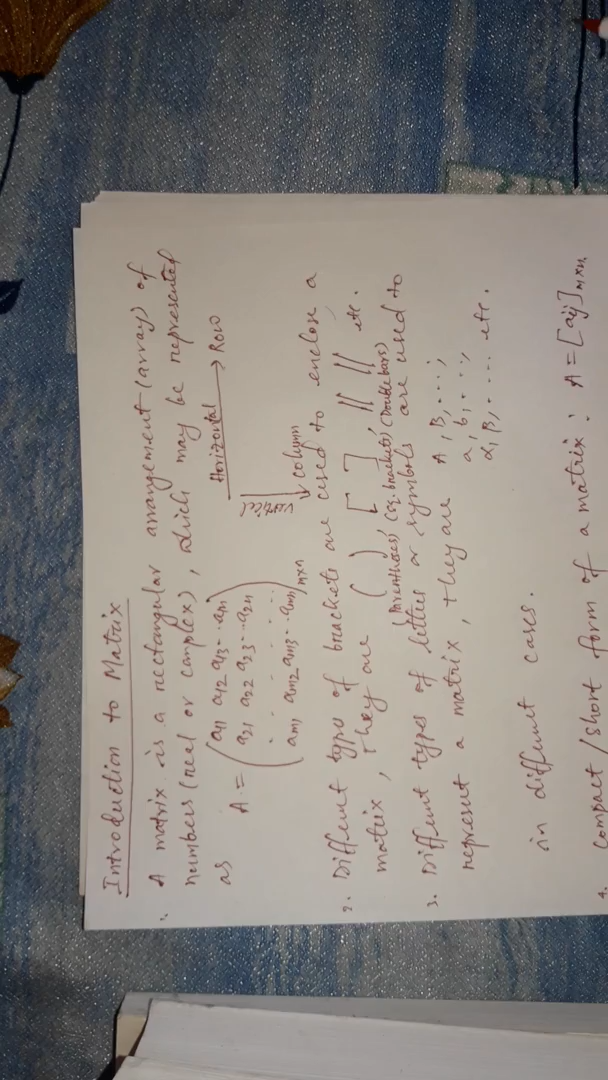 Introduction to Matrix
1. A matrix is a rectangular arrangement (array) of
numbers (real or complex), which may be represented
as
A = ( a11 a12 a13 ... a1n
a21 a22 a23 ... a2n
. . . . . .
am1 am2 am3 ... amn )m×n
Horizontal → Row
vertical ↓ column
2. Different types of brackets are used to enclose a
matrix, they are ( ), [ ], || || etc.
(Parentheses) (sq. brackets) (Double bars)
3. Different types of letters or symbols are used to
represent a matrix, they are A, B, ...;
a, b, ...,
α, β, .... etc.
in different cases.
4. Compact / short form of a matrix: A = [aij]m×n